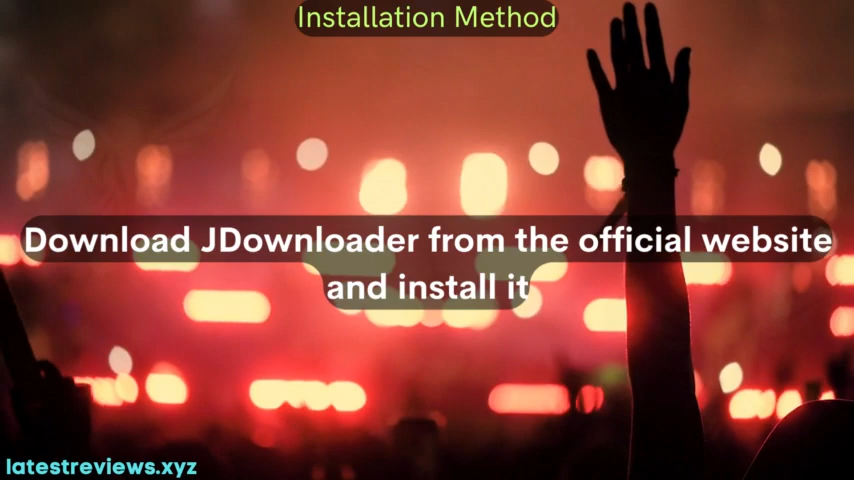 Installation Method
Download JDownloader from the official website
and install it
latestreviews.xyz